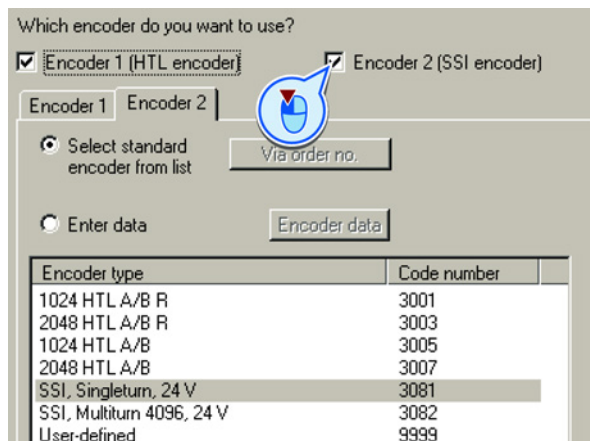 Which encoder do you want to use?
Encoder 1 (HTL encoder) Encoder 2 (SSI encoder)
Encoder 1 Encoder 2
Select standard
encoder from list
Via order no.
Enter data Encoder data
Encoder type Code number
1024 HTL A/B R 3001
2048 HTL A/B R 3003
1024 HTL A/B 3005
2048 HTL A/B 3007
SSI, Singleturn, 24 V 3081
SSI, Multiturn 4096, 24 V 3082
User-defined 9999